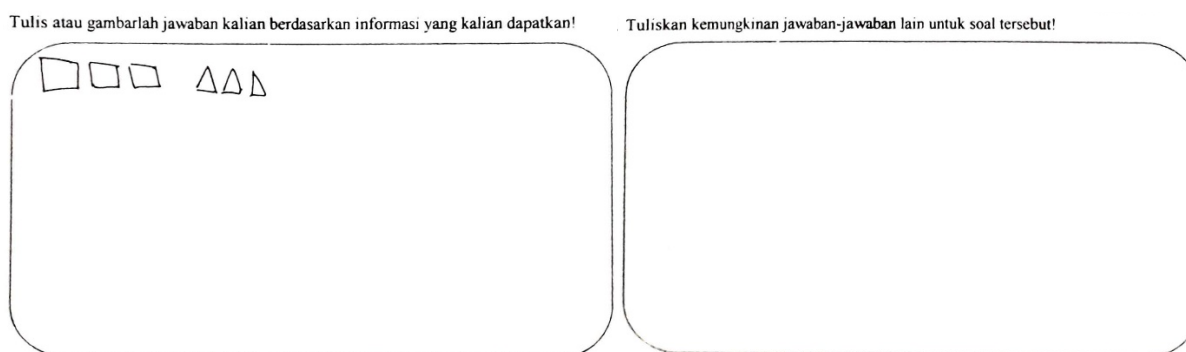 Tulis atau gambarlah jawaban kalian berdasarkan informasi yang kalian dapatkan!
Tuliskan kemungkinan jawaban-jawaban lain untuk soal tersebut!